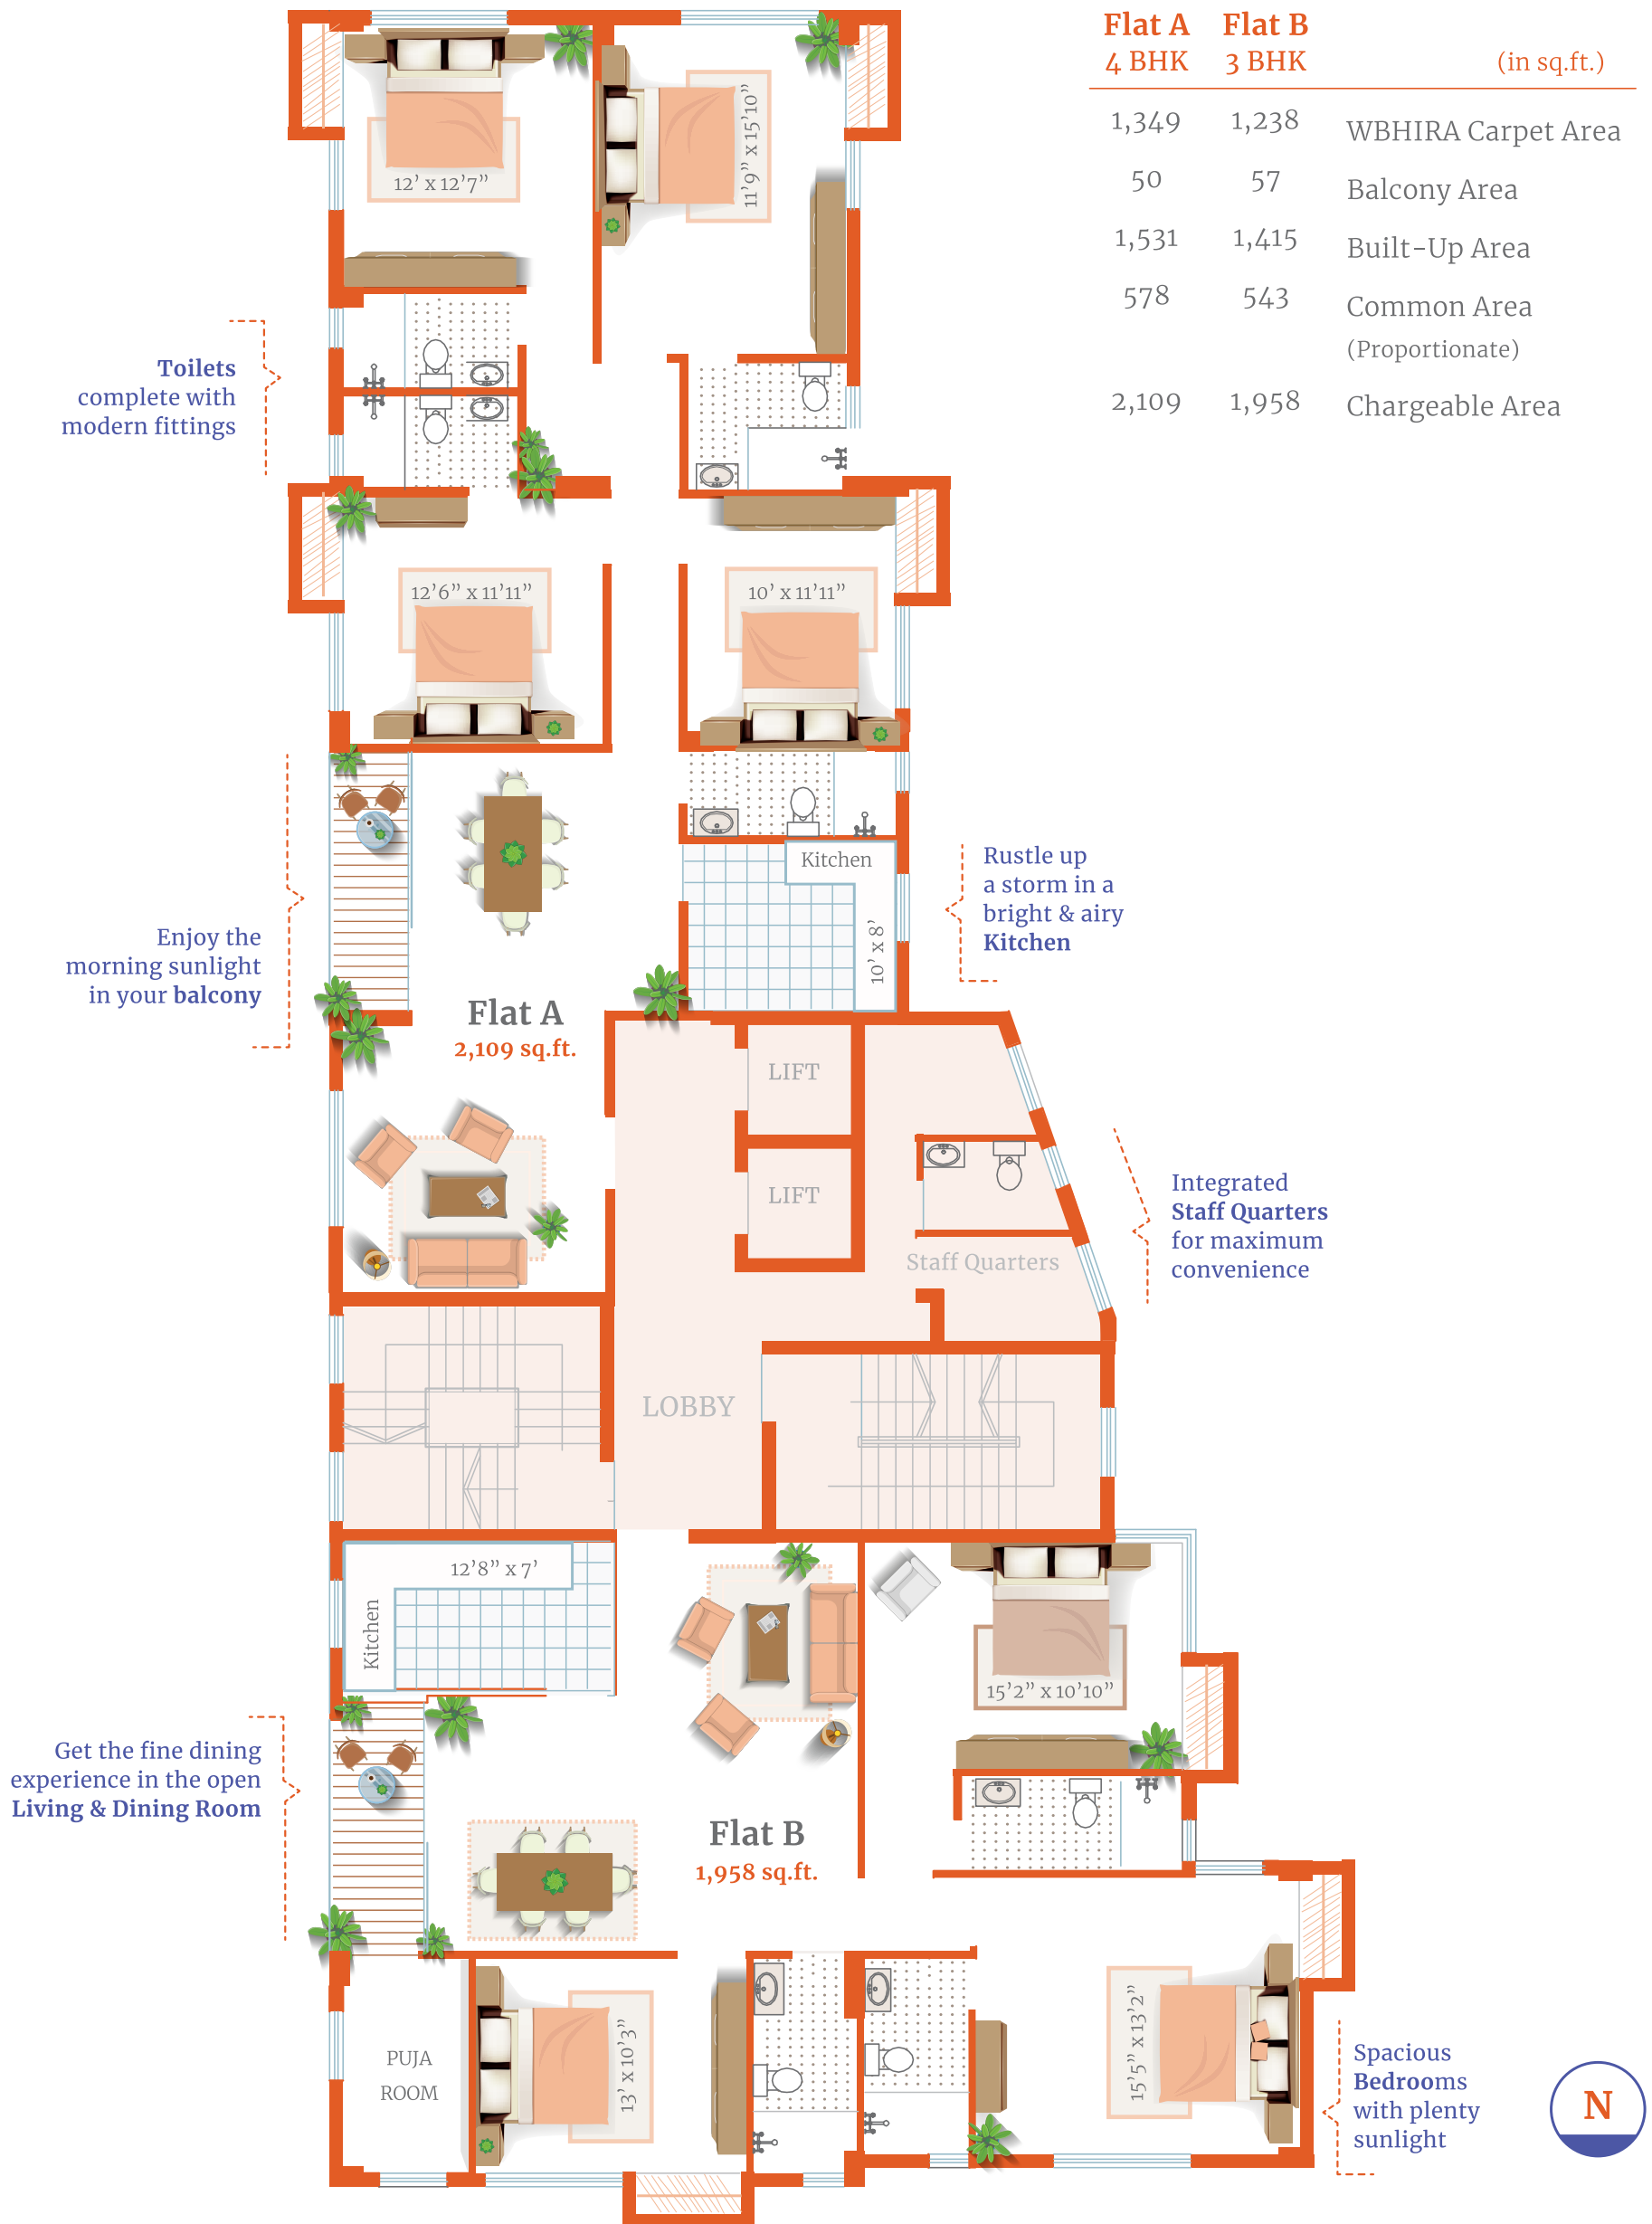 Flat A Flat B
4 BHK 3 BHK (in sq.ft.)
1,349 1,238 WBHIRA Carpet Area
50 57 Balcony Area
1,531 1,415 Built-Up Area
578 543 Common Area
(Proportionate)
2,109 1,958 Chargeable Area
12’ x 12’7”
11’9” x 15’10”
Toilets
complete with
modern fittings
12’6” x 11’11”
10’ x 11’11”
Kitchen
10’ x 8’
Rustle up
a storm in a
bright & airy
Kitchen
Enjoy the
morning sunlight
in your balcony
Flat A
2,109 sq.ft.
LIFT
LIFT
Staff Quarters
Integrated
Staff Quarters
for maximum
convenience
LOBBY
12’8” x 7’
Kitchen
15’2” x 10’10”
Get the fine dining
experience in the open
Living & Dining Room
Flat B
1,958 sq.ft.
PUJA
ROOM
13’ x 10’3”
15’5” x 13’2”
Spacious
Bedrooms
with plenty
sunlight
N